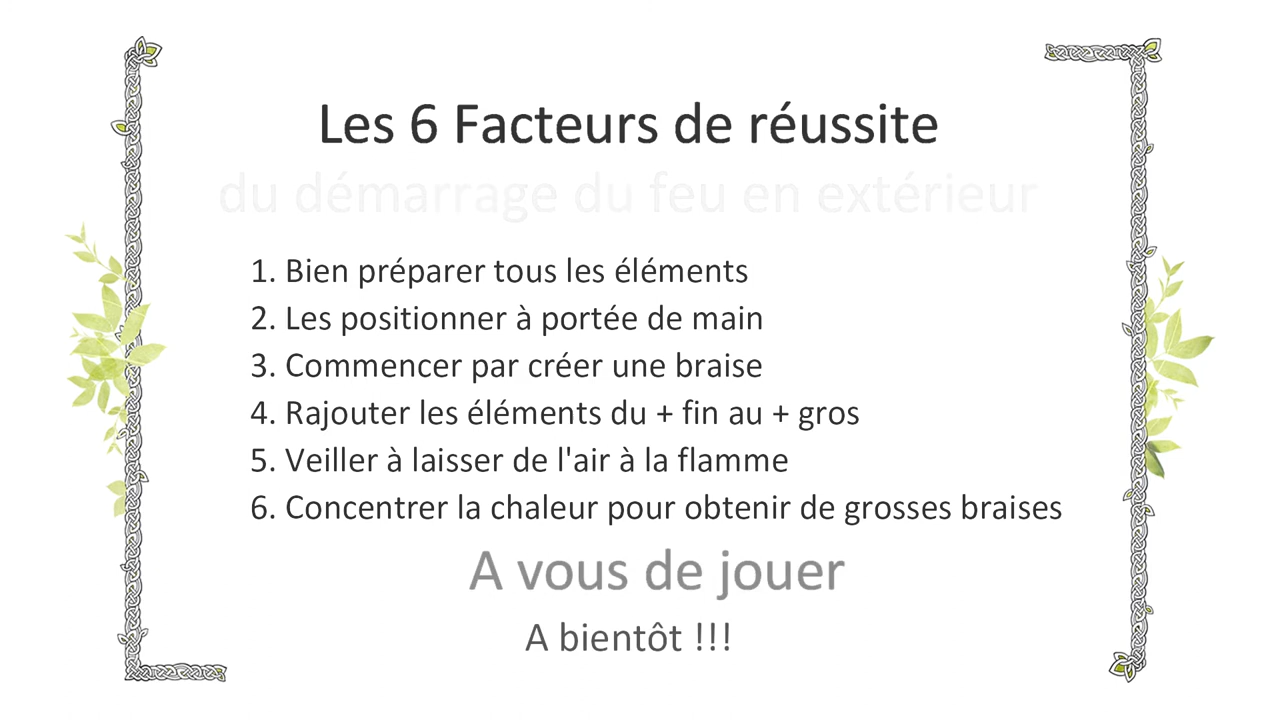 Les 6 Facteurs de réussite
du démarrage du feu en extérieur
1. Bien préparer tous les éléments
2. Les positionner à portée de main
3. Commencer par créer une braise
4. Rajouter les éléments du + fin au + gros
5. Veiller à laisser de l'air à la flamme
6. Concentrer la chaleur pour obtenir de grosses braises
A vous de jouer
A bientôt !!!